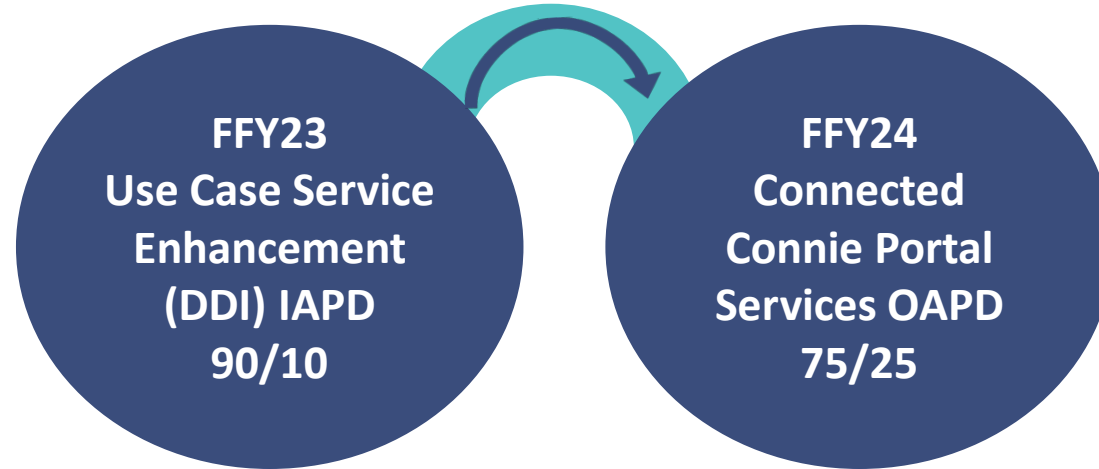 FFY23
Use Case Service
Enhancement
(DDI) IAPD
90/10
FFY24
Connected
Connie Portal
Services OAPD
75/25